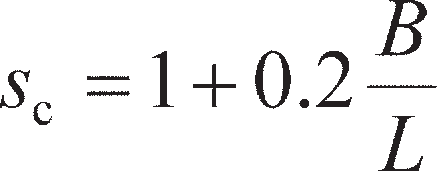 s_c = 1 + 0.2 B/L